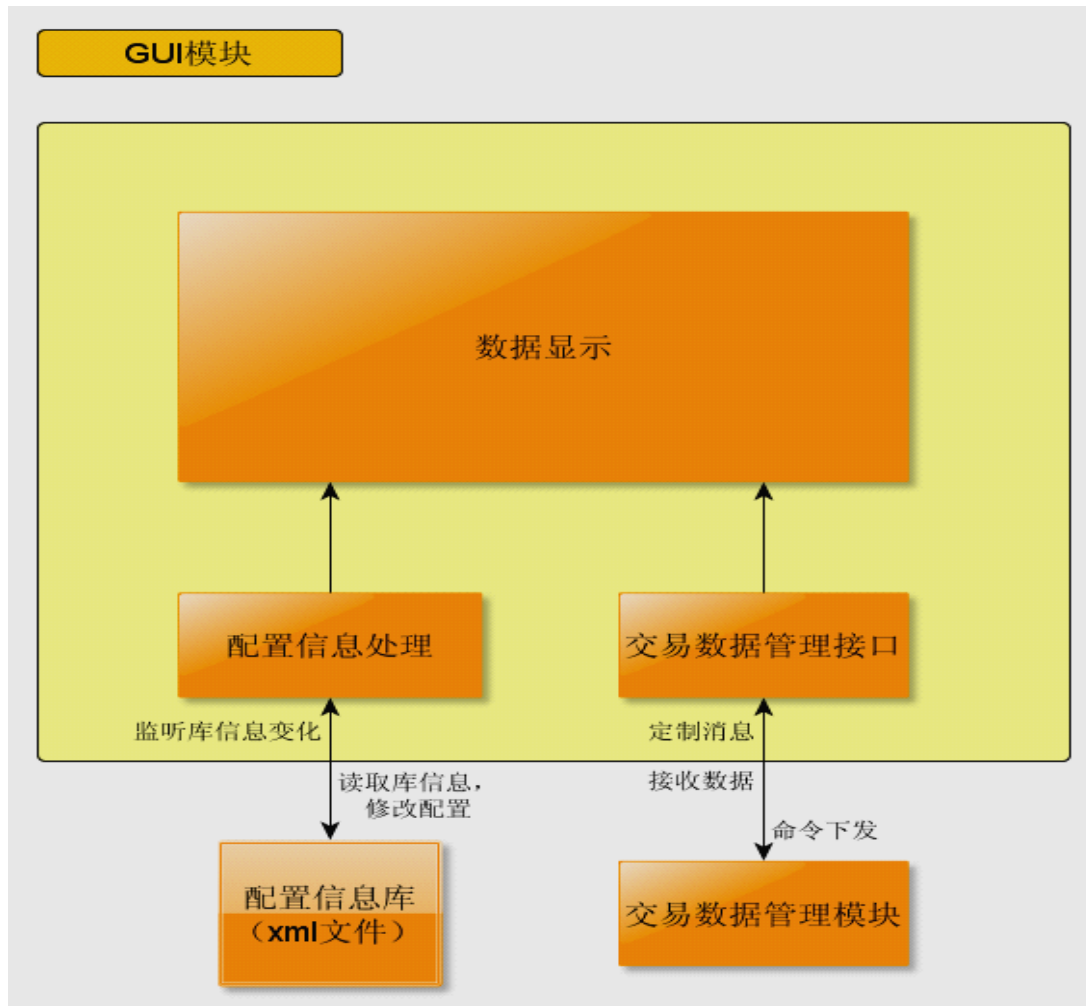 GUI模块
数据显示
配置信息处理
交易数据管理接口
监听库信息变化
定制消息
读取库信息，
修改配置
接收数据
命令下发
配置信息库
（xml文件）
交易数据管理模块